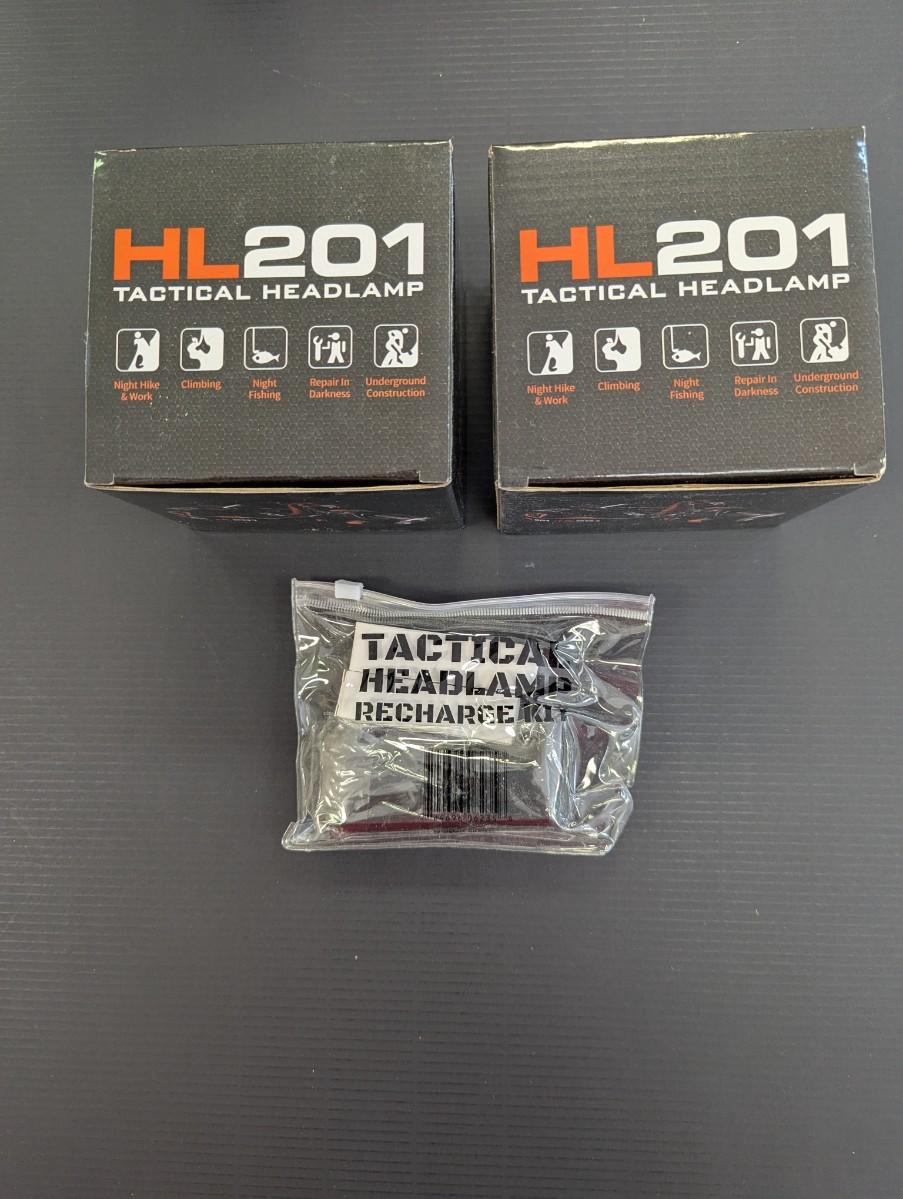 HL201
TACTICAL HEADLAMP
Night Hike
& Work
Climbing
Night
Fishing
Repair In
Darkness
Underground
Construction
HL201
TACTICAL HEADLAMP
Night Hike
& Work
Climbing
Night
Fishing
Repair In
Darkness
Underground
Construction
TACTICAL
HEADLAMP
RECHARGE KIT